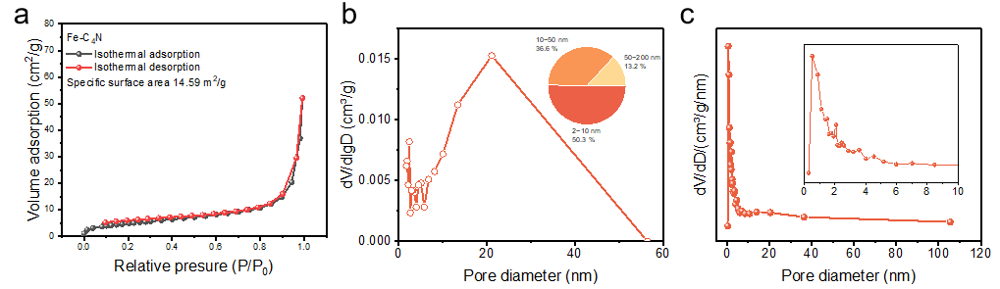 a
Volume adsorption (cm²/g)
80
70
60
50
40
30
20
10
0
Fe-C₄N
Isothermal adsorption
Isothermal desorption
Specific surface area 14.59 m²/g
0.0 0.2 0.4 0.6 0.8 1.0
Relative presure (P/P₀)
b
dV/dlgD (cm³/g)
0.015
0.010
0.005
0.000
10~50 nm
36.6 %
50~200 nm
13.2 %
2~10 nm
50.3 %
0 20 40 60
Pore diameter (nm)
c
dV/dD/(cm³/g/nm)
0 2 4 6 8 10
0 20 40 60 80 100 120
Pore diameter (nm)